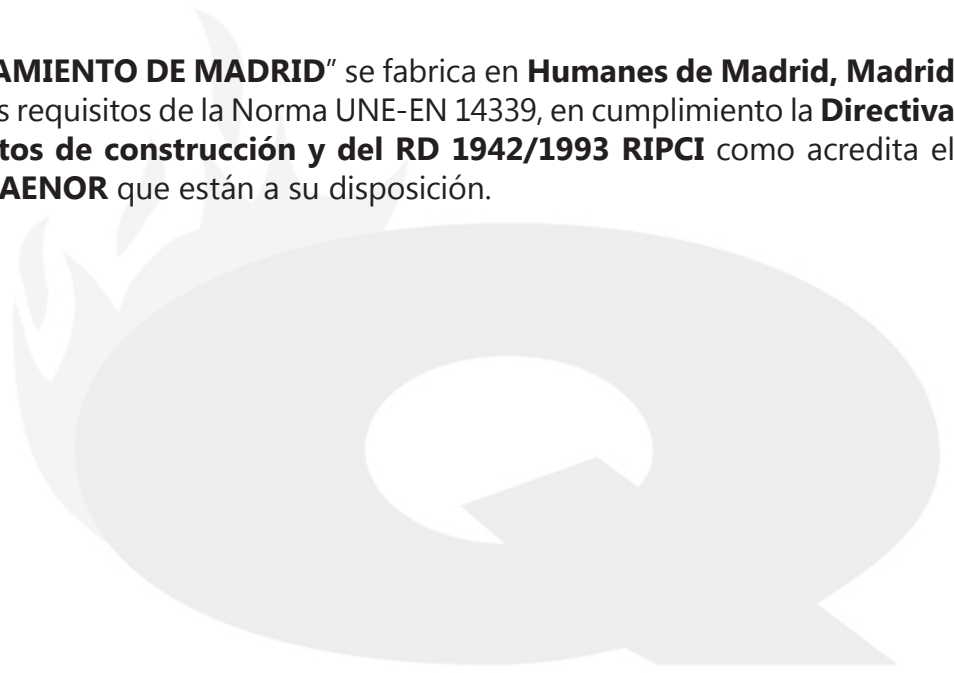 AMIENTO DE MADRID" se fabrica en Humanes de Madrid, Madrid
s requisitos de la Norma UNE-EN 14339, en cumplimiento la Directiva
tos de construcción y del RD 1942/1993 RIPCI como acredita el
AENOR que están a su disposición.